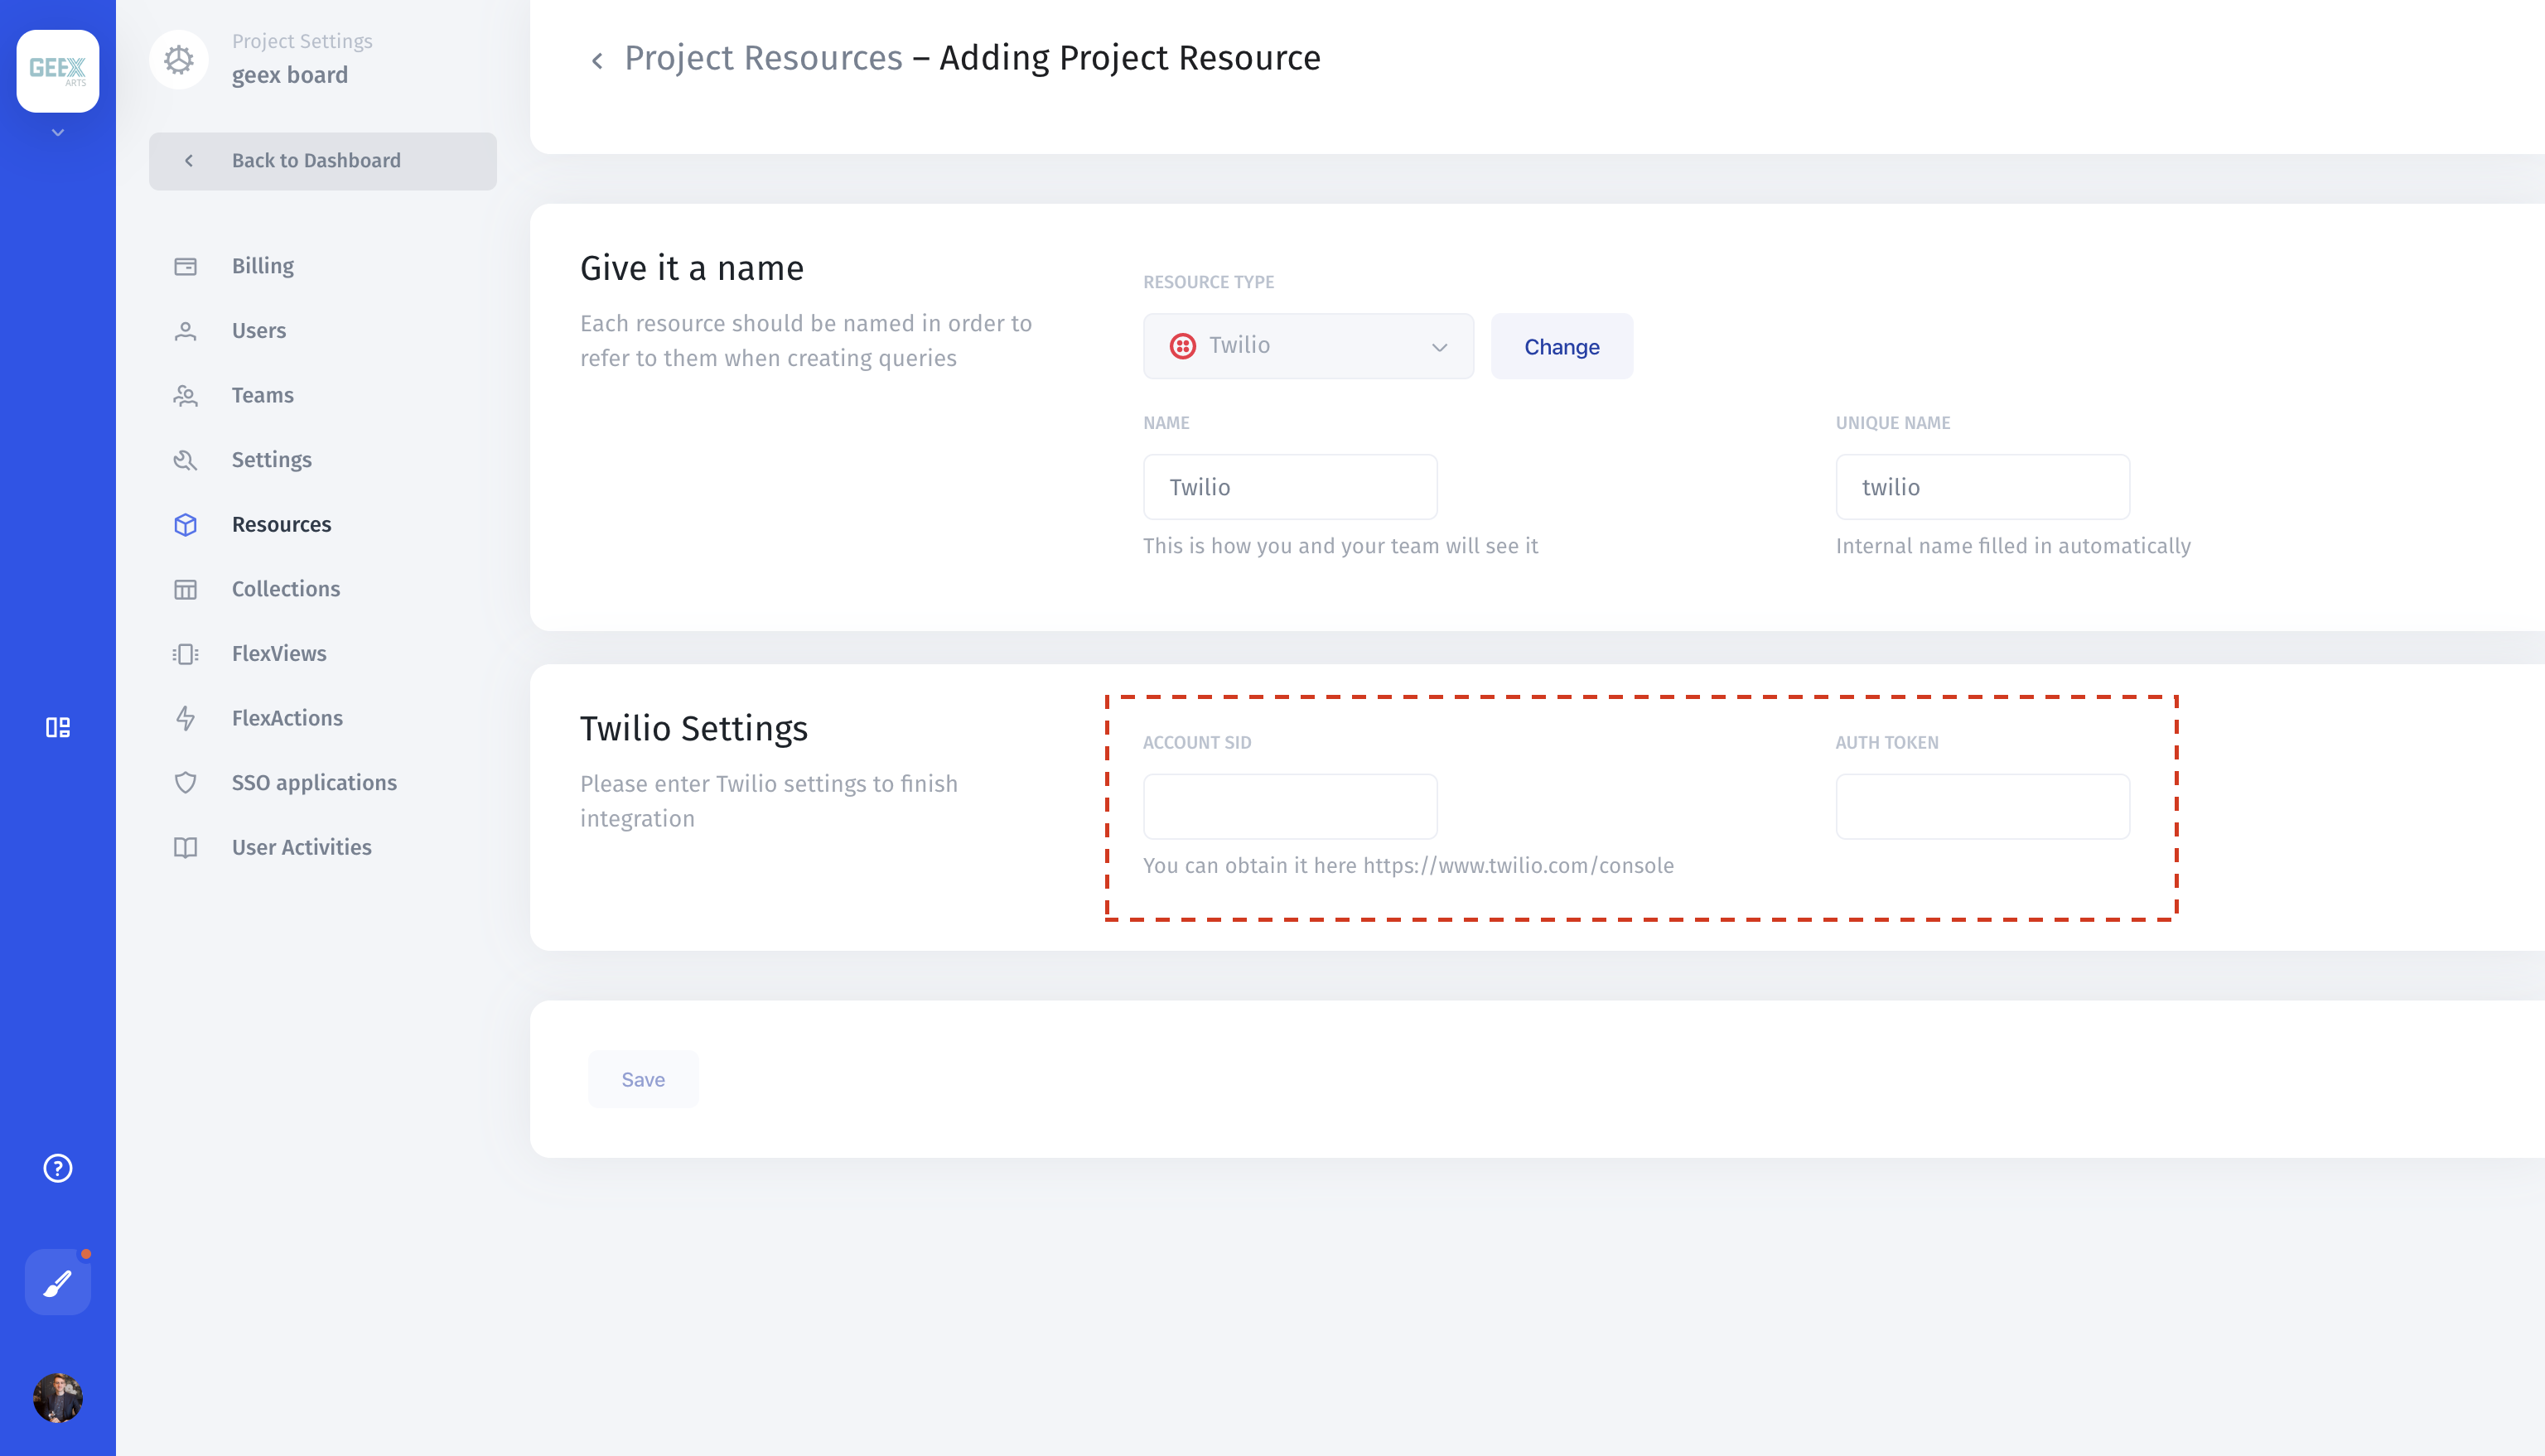 GEEX
ARTS
Project Settings
geex board
Back to Dashboard
Billing
Users
Teams
Settings
Resources
Collections
FlexViews
FlexActions
SSO applications
User Activities
Project Resources – Adding Project Resource
Give it a name
Each resource should be named in order to
refer to them when creating queries
RESOURCE TYPE
Twilio
Change
NAME
UNIQUE NAME
Twilio
twilio
This is how you and your team will see it
Internal name filled in automatically
Twilio Settings
Please enter Twilio settings to finish
integration
ACCOUNT SID
AUTH TOKEN
You can obtain it here https://www.twilio.com/console
Save